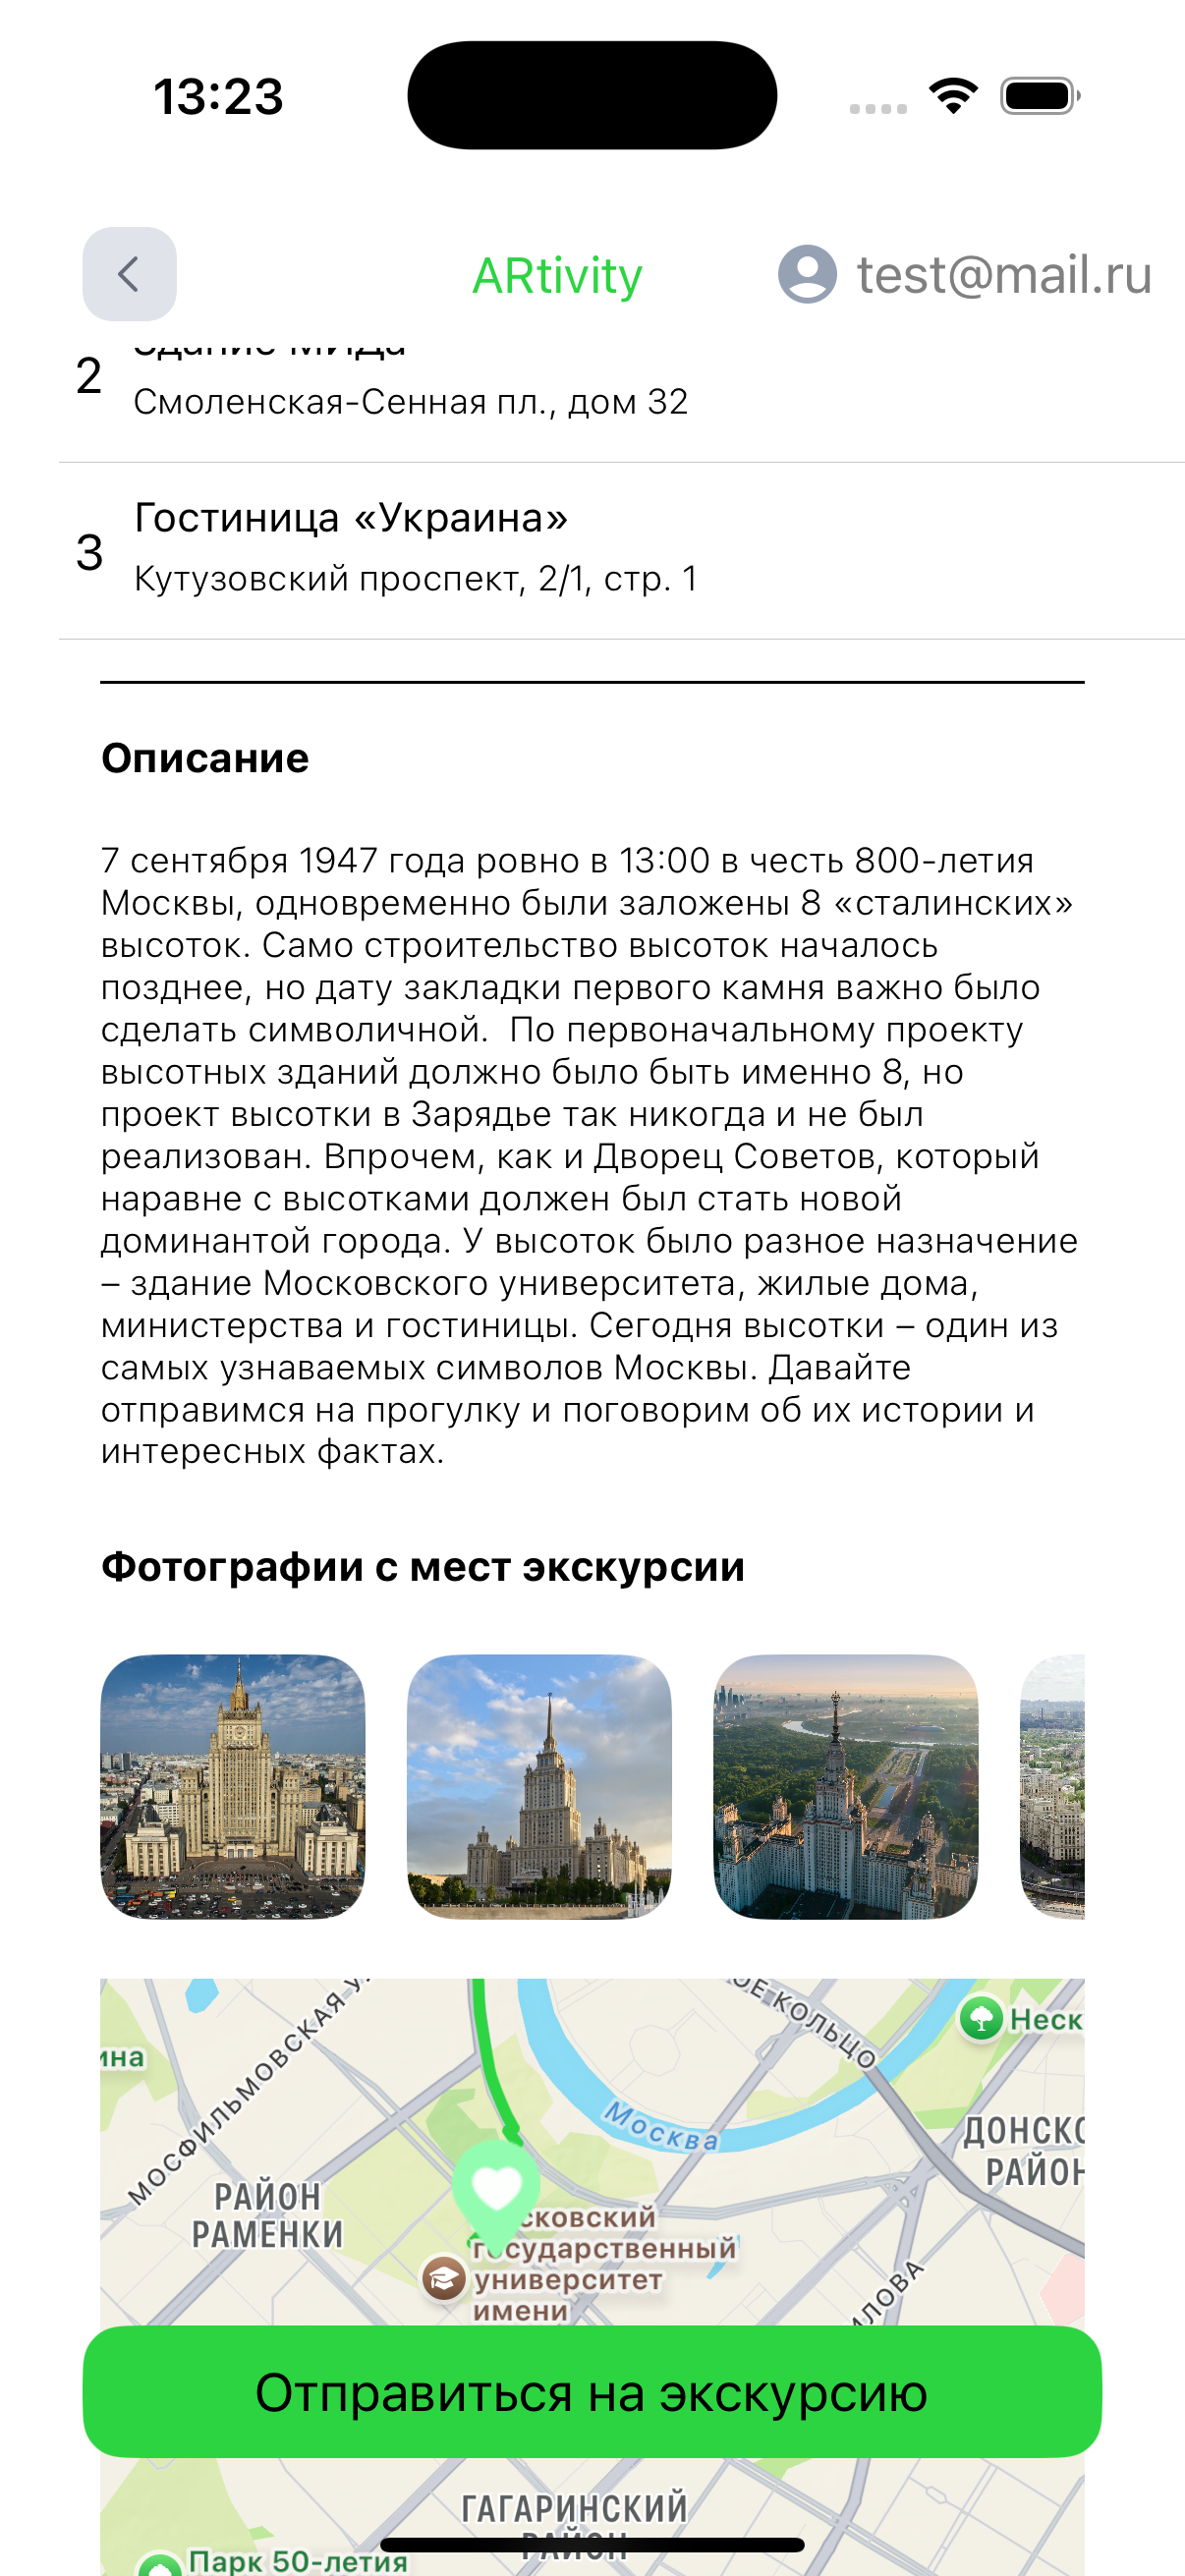 13:23
ARtivity
test@mail.ru
2
Здание МИДа
Смоленская-Сенная пл., дом 32
3
Гостиница «Украина»
Кутузовский проспект, 2/1, стр. 1
Описание
7 сентября 1947 года ровно в 13:00 в честь 800-летия
Москвы, одновременно были заложены 8 «сталинских»
высоток. Само строительство высоток началось
позднее, но дату закладки первого камня важно было
сделать символичной.  По первоначальному проекту
высотных зданий должно было быть именно 8, но
проект высотки в Зарядье так никогда и не был
реализован. Впрочем, как и Дворец Советов, который
наравне с высотками должен был стать новой
доминантой города. У высоток было разное назначение
– здание Московского университета, жилые дома,
министерства и гостиницы. Сегодня высотки – один из
самых узнаваемых символов Москвы. Давайте
отправимся на прогулку и поговорим об их истории и
интересных фактах.
Фотографии с мест экскурсии
МОСФИЛЬМОВСКАЯ
ОЕ КОЛЬЦО
Неск
ина
Москва
ДОНСКО
РАЙОН
РАЙОН
РАМЕНКИ
сковский
государственный
университет
имени
ИЛОВА
Отправиться на экскурсию
ГАГАРИНСКИЙ
РАЙОН
Парк 50-летия